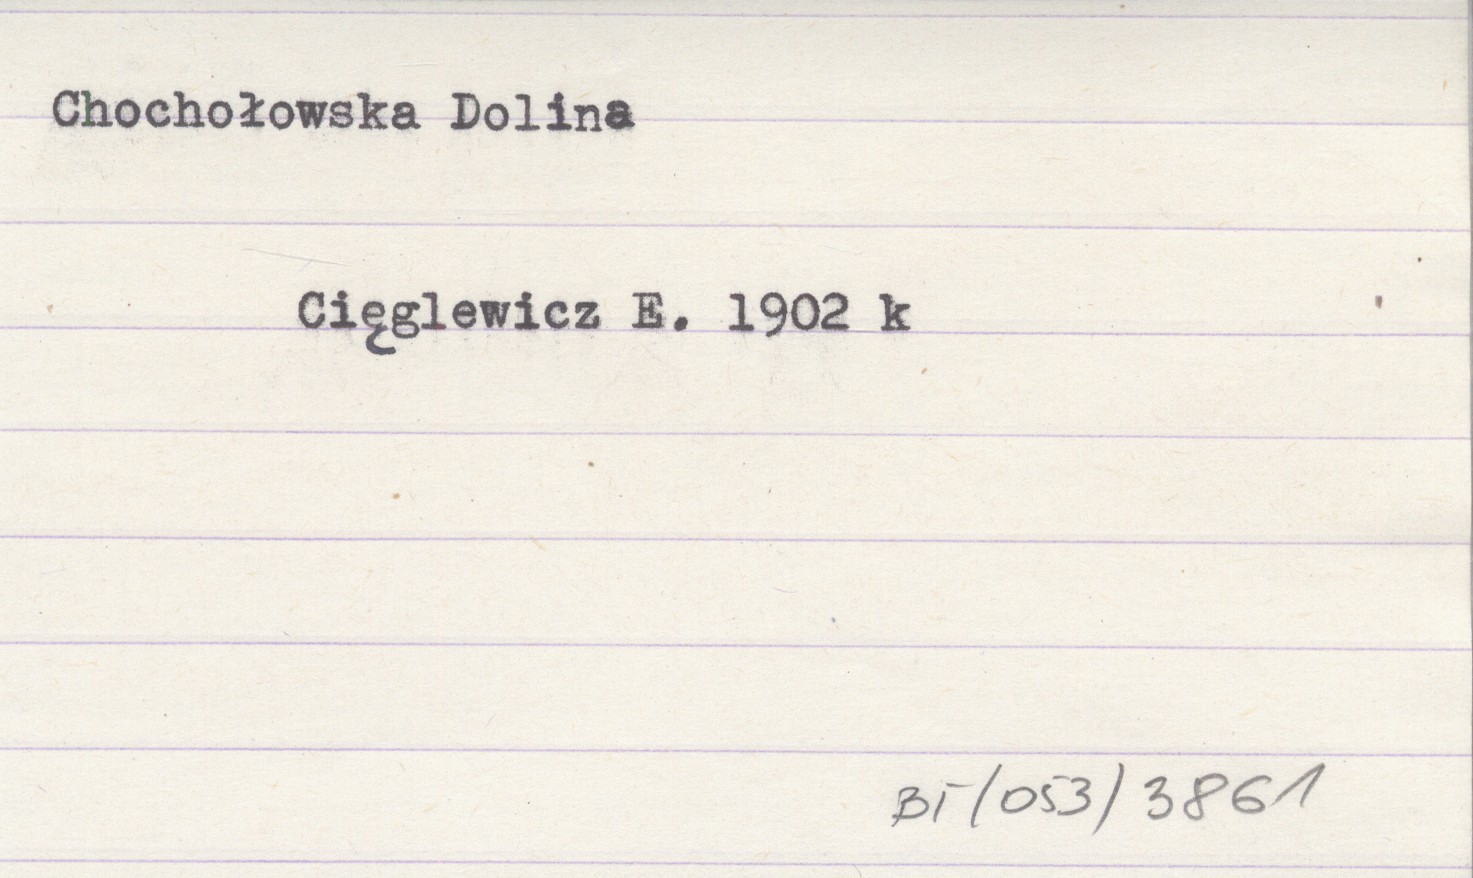 Chochołowska Dolina
Cięglewicz E. 1902 k
BT/053/3861